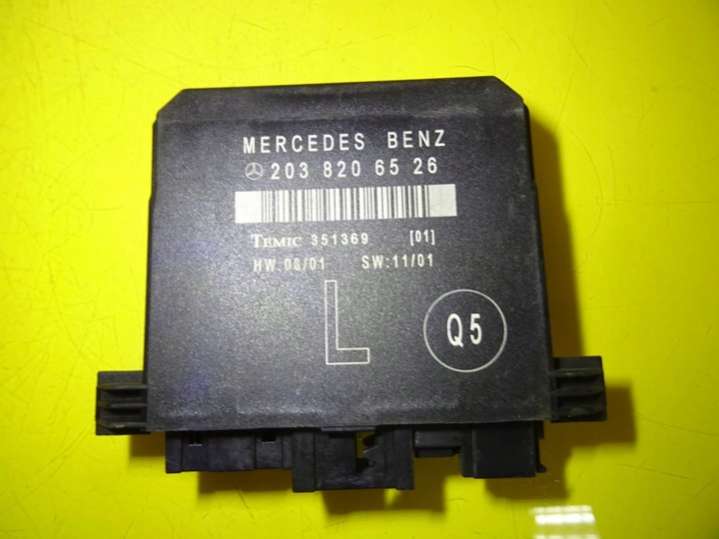 MERCEDES BENZ
203 820 65 26
TEMIC 351369 [01]
HW:08/01 SW:11/01
L
Q5